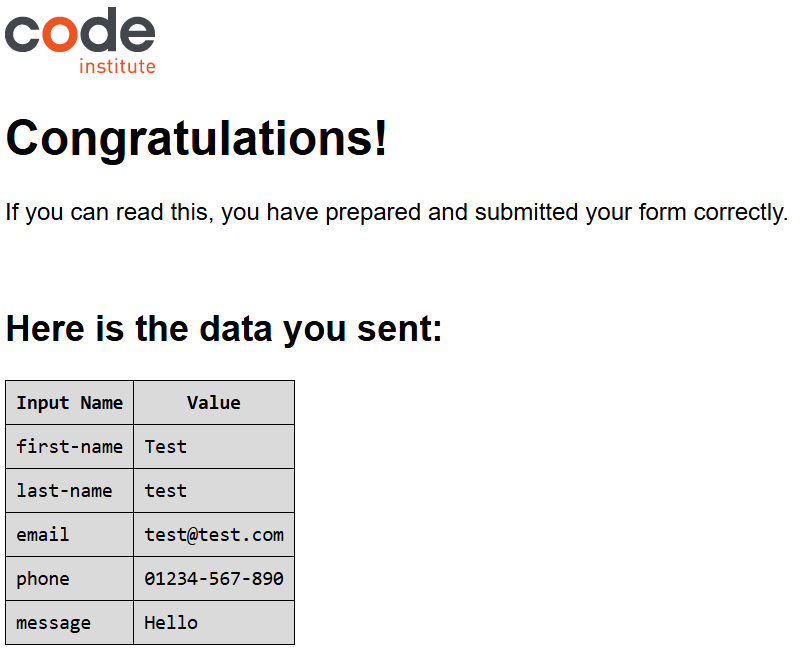 code
institute
Congratulations!
If you can read this, you have prepared and submitted your form correctly.
Here is the data you sent:
Input Name Value
first-name Test
last-name test
email test@test.com
phone 01234-567-890
message Hello